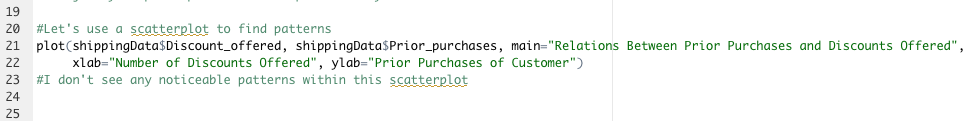 19
20 #Let's use a scatterplot to find patterns
21 plot(shippingData$Discount_offered, shippingData$Prior_purchases, main="Relations Between Prior Purchases and Discounts Offered",
22 xlab="Number of Discounts Offered", ylab="Prior Purchases of Customer")
23 #I don't see any noticeable patterns within this scatterplot
24
25